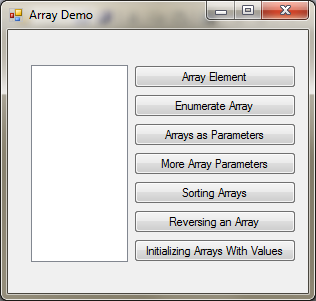 Array Demo
Array Element
Enumerate Array
Arrays as Parameters
More Array Parameters
Sorting Arrays
Reversing an Array
Initializing Arrays With Values